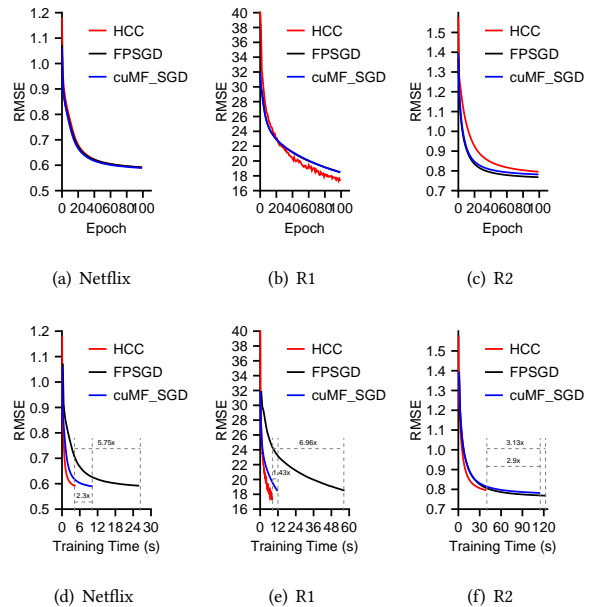 1.2
1.1
1.0
0.9
0.8
0.7
0.6
0.5
RMSE
HCC
FPSGD
cuMF_SGD
0 20406080100
Epoch
(a) Netflix
40
38
36
34
32
30
28
26
24
22
20
18
16
RMSE
HCC
FPSGD
cuMF_SGD
0 20406080100
Epoch
(b) R1
1.5
1.4
1.3
1.2
1.1
1.0
0.9
0.8
0.7
RMSE
HCC
FPSGD
cuMF_SGD
0 20406080100
Epoch
(c) R2
1.2
1.1
1.0
0.9
0.8
0.7
0.6
0.5
RMSE
HCC
FPSGD
cuMF_SGD
5.75x
2.3x
0 6 12 18 24 30
Training Time (s)
(d) Netflix
40
38
36
34
32
30
28
26
24
22
20
18
16
RMSE
HCC
FPSGD
cuMF_SGD
6.96x
1.43x
0 12 24 36 48 60
Training Time (s)
(e) R1
1.5
1.4
1.3
1.2
1.1
1.0
0.9
0.8
0.7
RMSE
HCC
FPSGD
cuMF_SGD
3.13x
2.9x
0 30 60 90 120
Training Time (s)
(f) R2